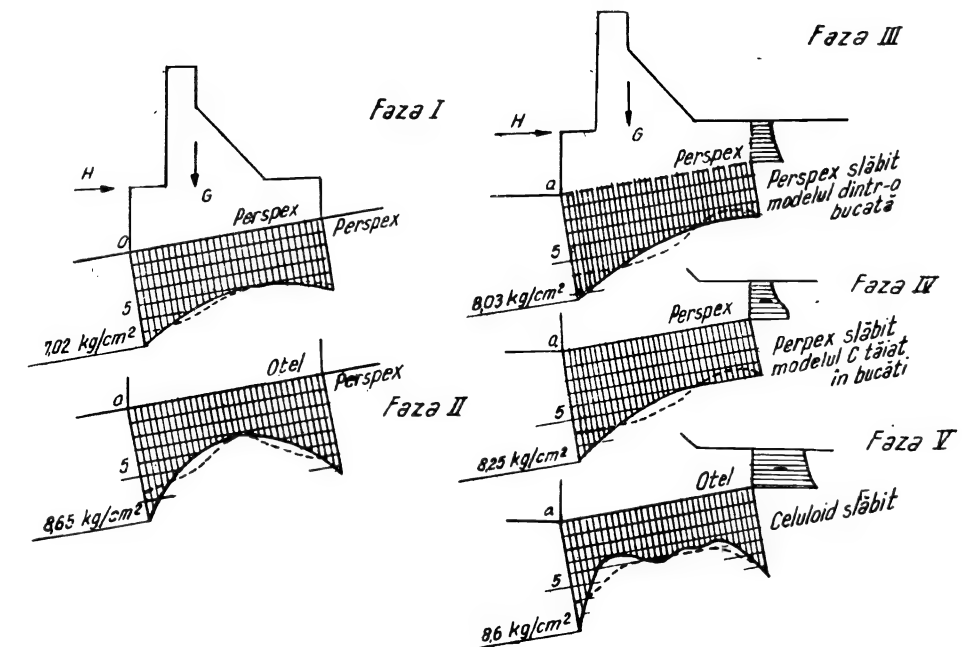 Faza I
H
G
Perspex
Perspex
0
5
7,02 kg/cm²
Otel
Perspex
0
Faza II
5
8,65 kg/cm²
Faza III
H
G
Perspex
a
Perspex slăbit
modelul dintr-o
bucată
5
8,03 kg/cm²
Faza IV
Perspex
a
Perpex slăbit
modelul C tăiat
în bucăti
5
8,25 kg/cm²
Faza V
Otel
a
Celuloid slăbit
5
8,6 kg/cm²